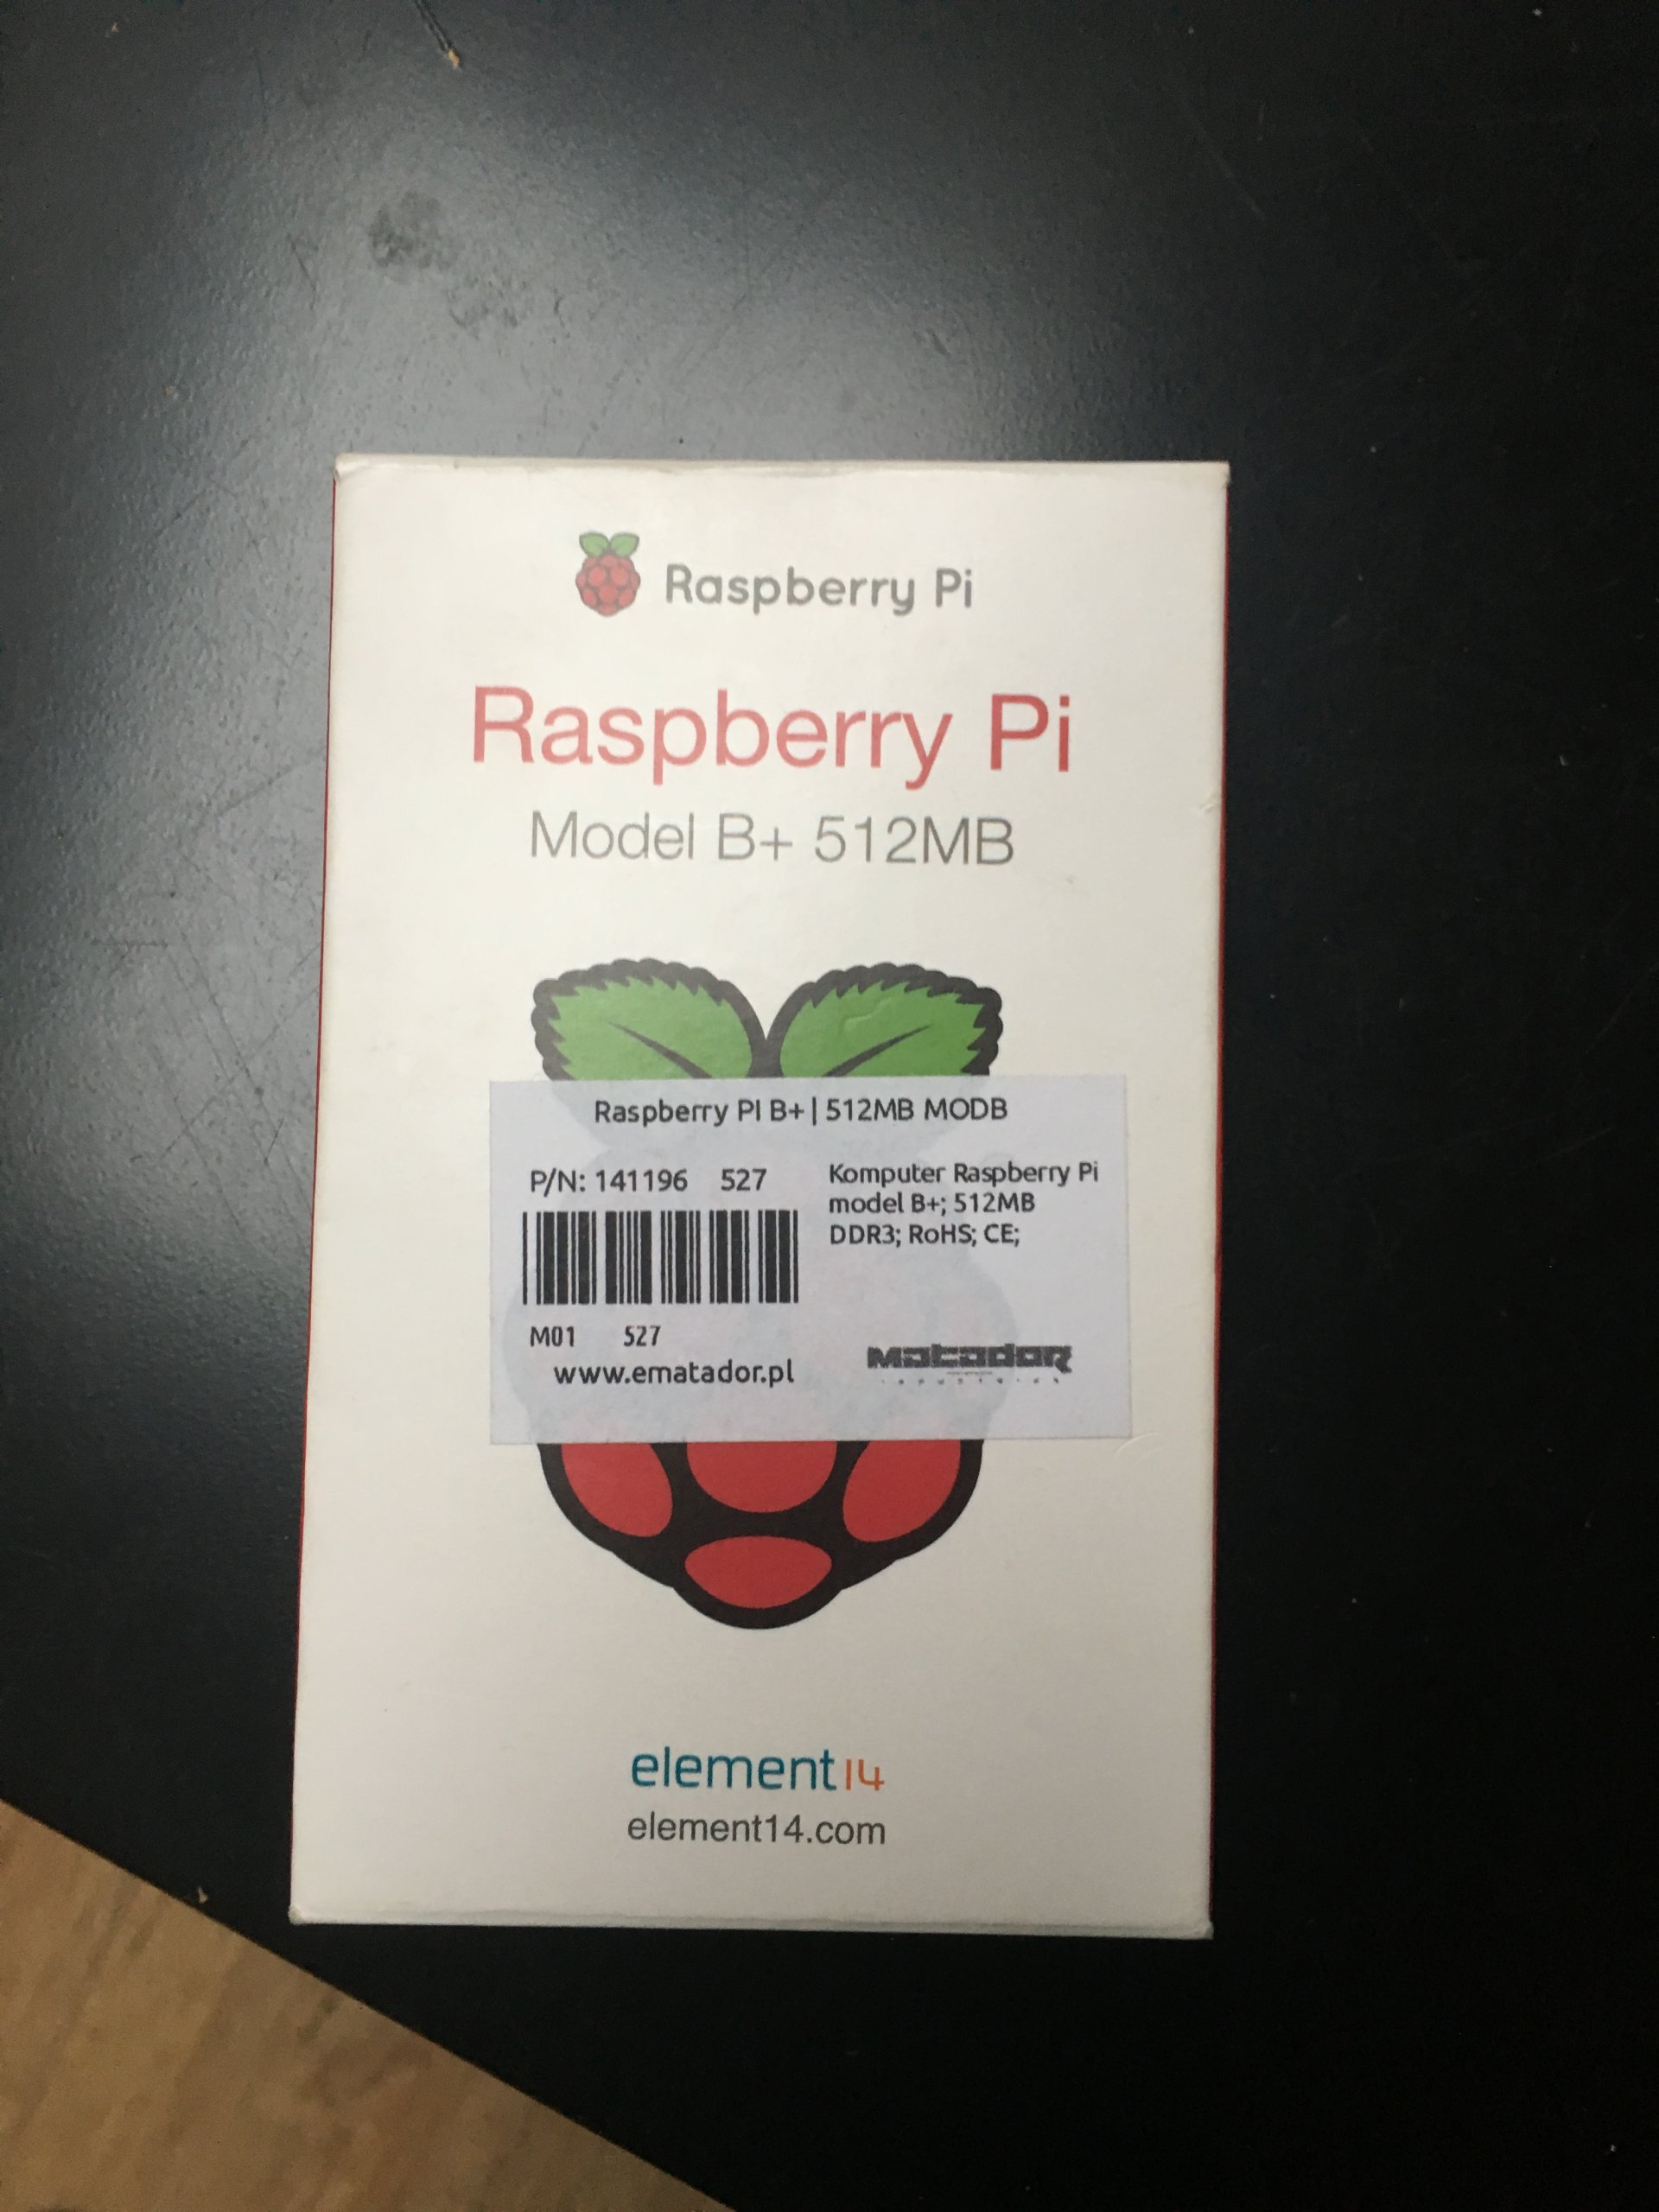 Raspberry Pi
Raspberry Pi
Model B+ 512MB
Raspberry PI B+| 512MB MODB
P/N: 141196 527
Komputer Raspberry Pi
model B+; 512MB
DDR3; RoHS; CE;
M01 527
www.ematador.pl
Matador
element14
element14.com